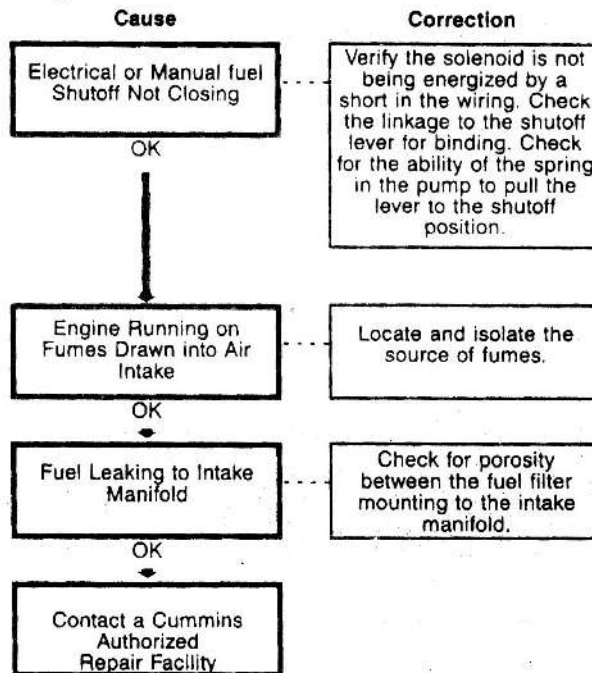 Cause
Correction
Electrical or Manual fuel
Shutoff Not Closing
Verify the solenoid is not
being energized by a
short in the wiring. Check
the linkage to the shutoff
lever for binding. Check
for the ability of the spring
in the pump to pull the
lever to the shutoff
position.
OK
Engine Running on
Fumes Drawn into Air
Intake
Locate and isolate the
source of fumes.
OK
Fuel Leaking to Intake
Manifold
Check for porosity
between the fuel filter
mounting to the intake
manifold.
OK
Contact a Cummins
Authorized
Repair Facility